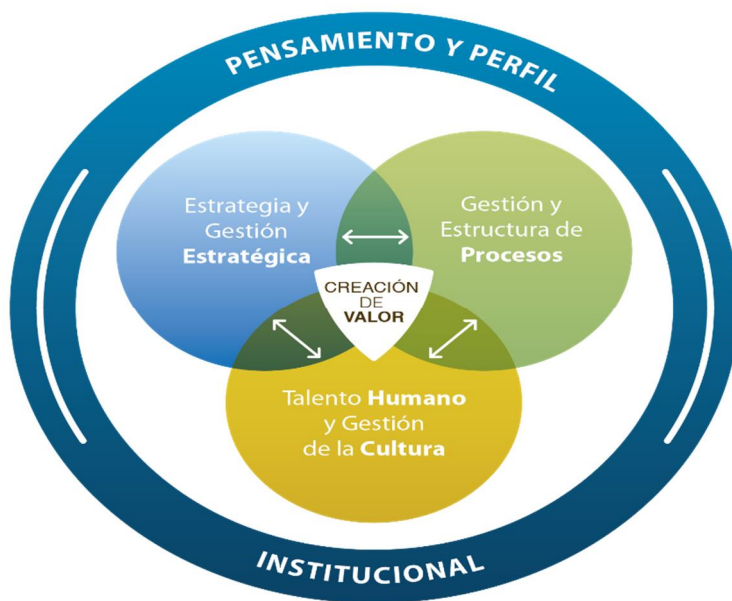 PENSAMIENTO Y PERFIL
Estrategia y
Gestión
Estratégica
Gestión y
Estructura de
Procesos
CREACIÓN
DE
VALOR
Talento Humano
y Gestión
de la Cultura
INSTITUCIONAL